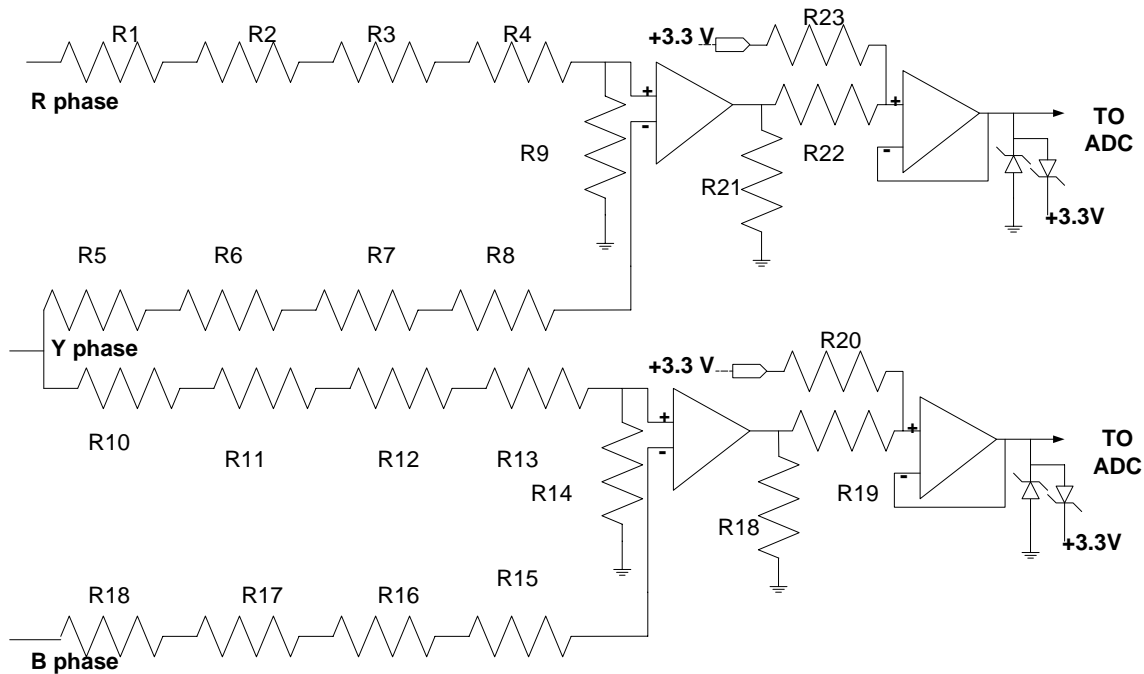 R1 R2 R3 R4
R23
+3.3 V
R phase
+
-
+
-
TO
ADC
R9
R22
R21
+3.3V
R5 R6 R7 R8
Y phase
R20
+3.3 V
+
-
+
-
TO
ADC
R10 R11 R12 R13
R14
R19
R18
+3.3V
R18 R17 R16 R15
B phase